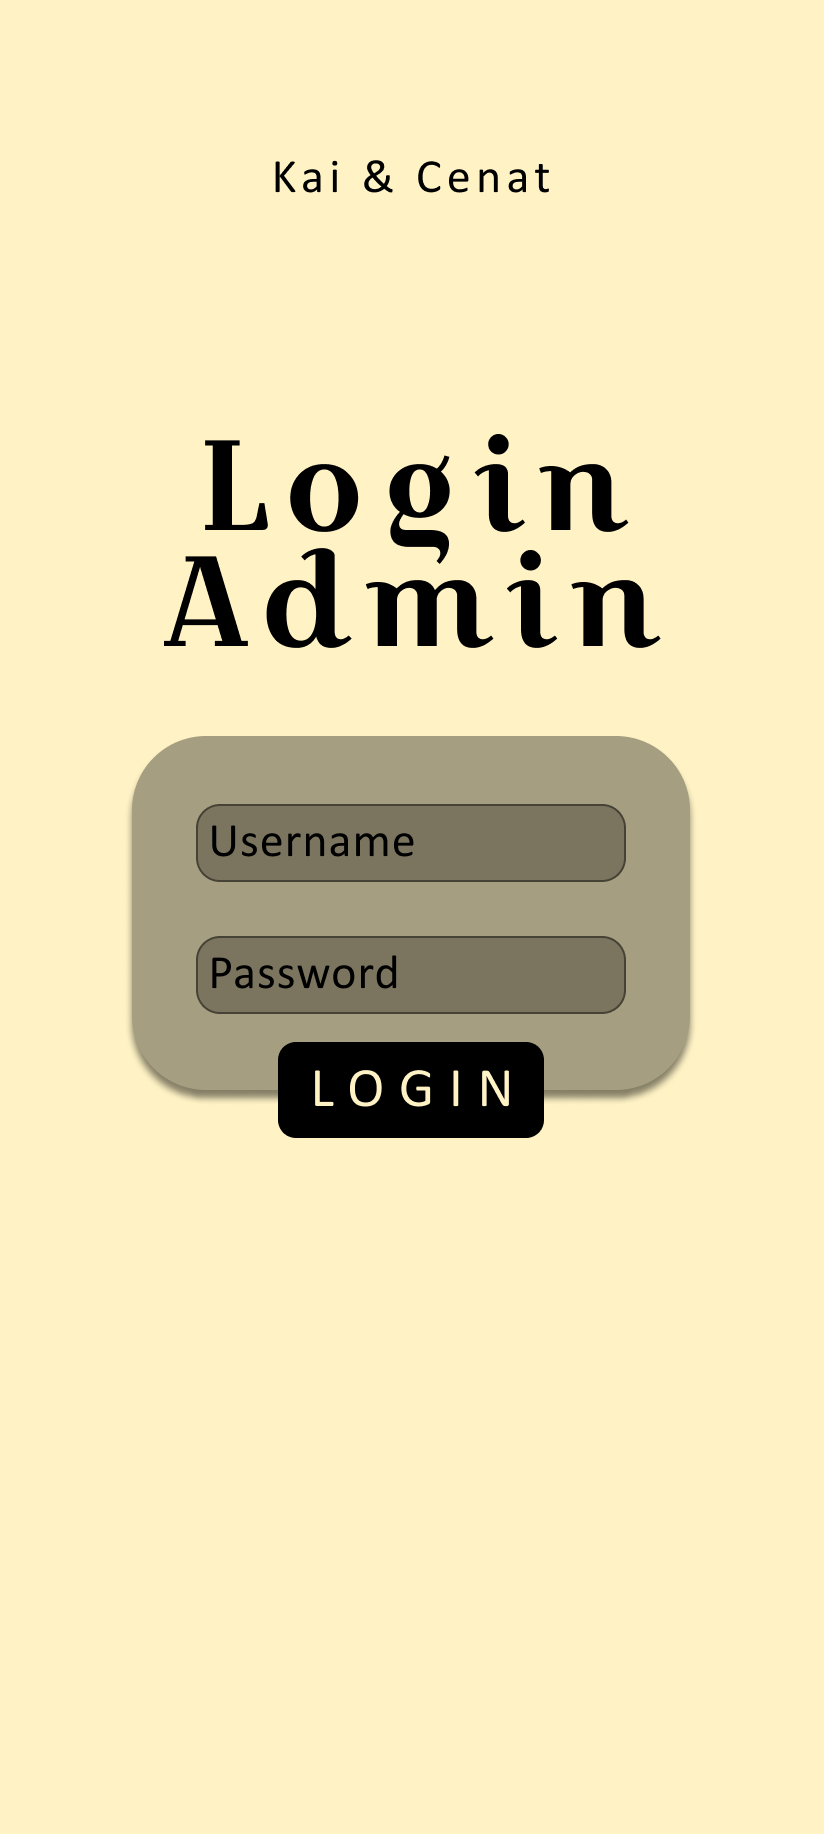 Kai & Cenat
Login
Admin
Username
Password
LOGIN